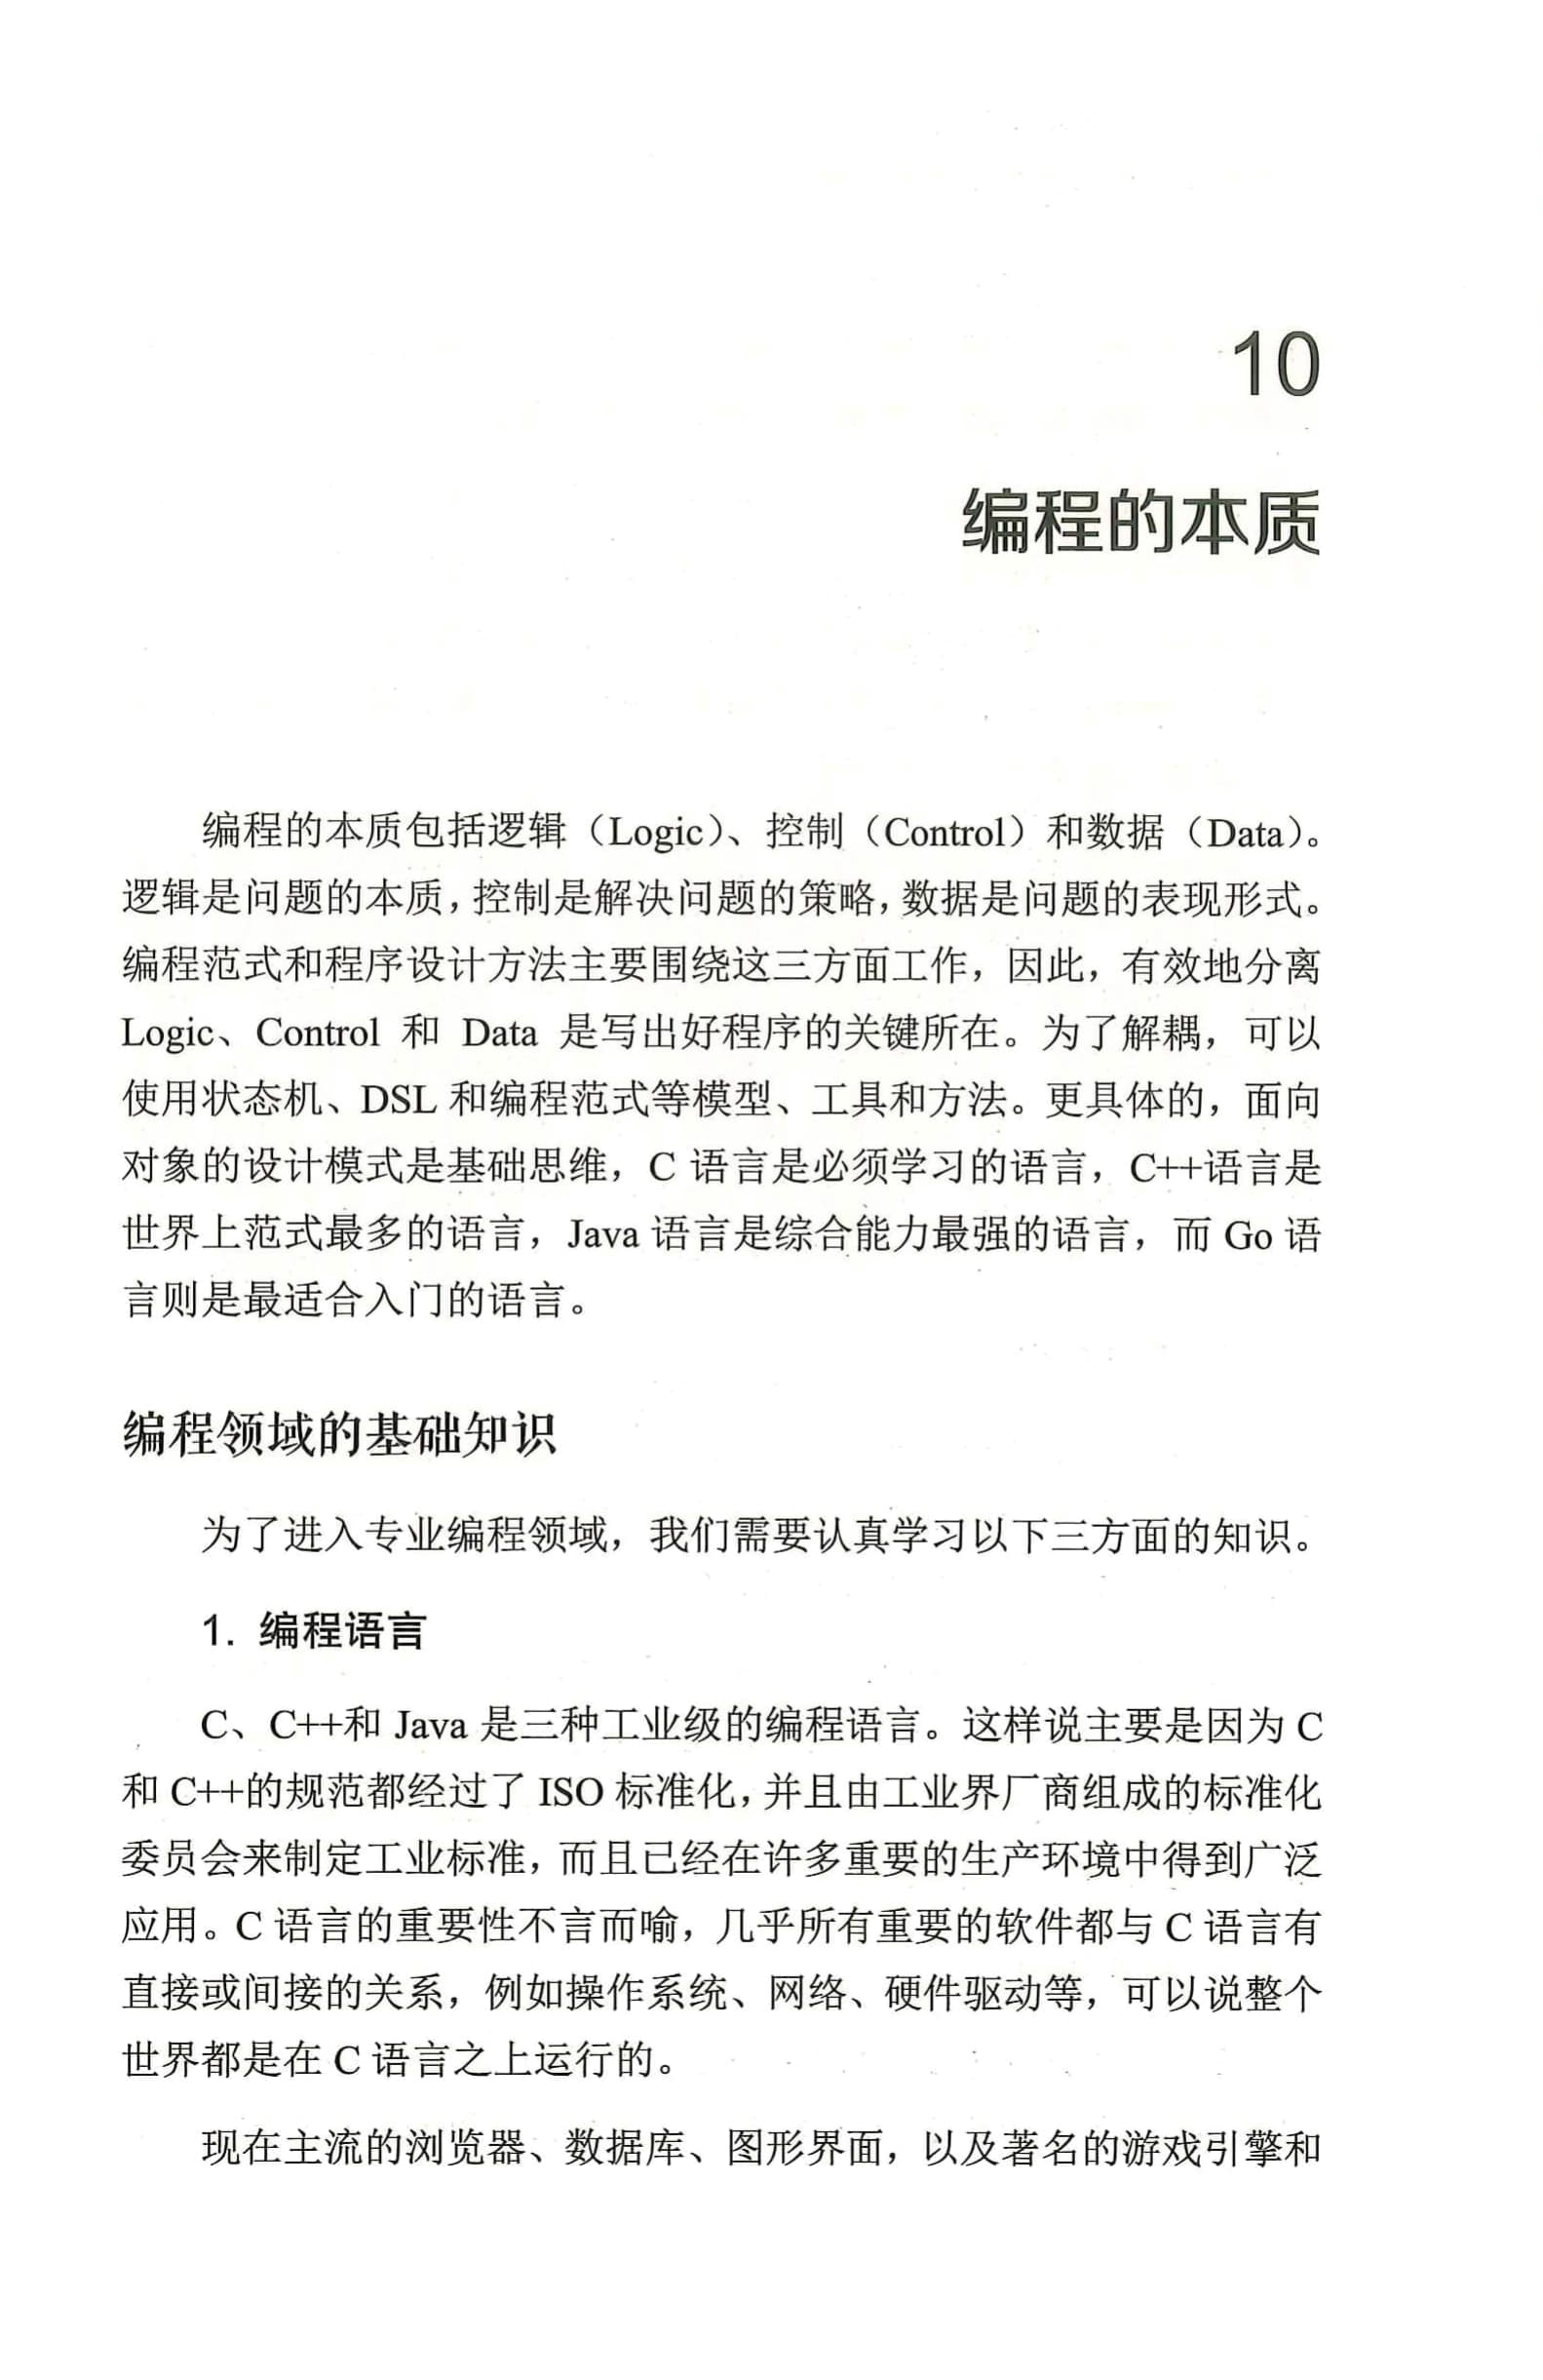 10
编程的本质
编程的本质包括逻辑（Logic）、控制（Control）和数据（Data）。
逻辑是问题的本质，控制是解决问题的策略，数据是问题的表现形式。
编程范式和程序设计方法主要围绕这三方面工作，因此，有效地分离
Logic、Control 和 Data 是写出好程序的关键所在。为了解耦，可以
使用状态机、DSL 和编程范式等模型、工具和方法。更具体的，面向
对象的设计模式是基础思维，C 语言是必须学习的语言，C++语言是
世界上范式最多的语言，Java 语言是综合能力最强的语言，而 Go 语
言则是最适合入门的语言。
编程领域的基础知识
为了进入专业编程领域，我们需要认真学习以下三方面的知识。
1. 编程语言
C、C++和 Java 是三种工业级的编程语言。这样说主要是因为 C
和 C++的规范都经过了 ISO 标准化，并且由工业界厂商组成的标准化
委员会来制定工业标准，而且已经在许多重要的生产环境中得到广泛
应用。C 语言的重要性不言而喻，几乎所有重要的软件都与 C 语言有
直接或间接的关系，例如操作系统、网络、硬件驱动等，可以说整个
世界都是在 C 语言之上运行的。
现在主流的浏览器、数据库、图形界面，以及著名的游戏引擎和